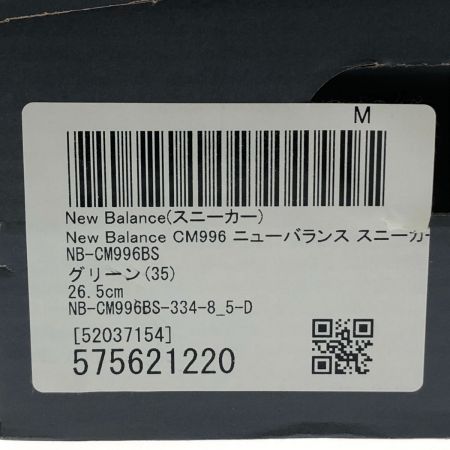 M
New Balance(スニーカー)
New Balance CM996 ニューバランス スニーカー
NB-CM996BS
グリーン(35)
26.5cm
NB-CM996BS-334-8_5-D
[52037154]
575621220